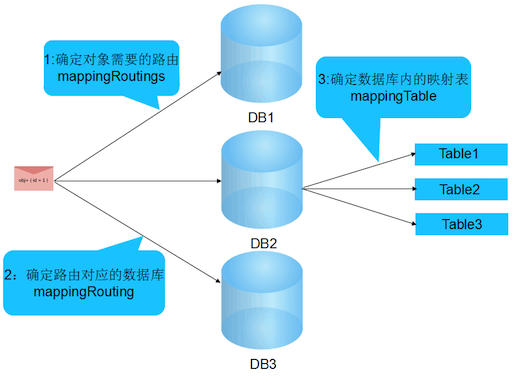 1:确定对象需要的路由
mappingRoutings
DB1
3:确定数据库内的映射表
mappingTable
obj= { id = 1 }
DB2
Table1
Table2
Table3
2：确定路由对应的数据库
mappingRouting
DB3